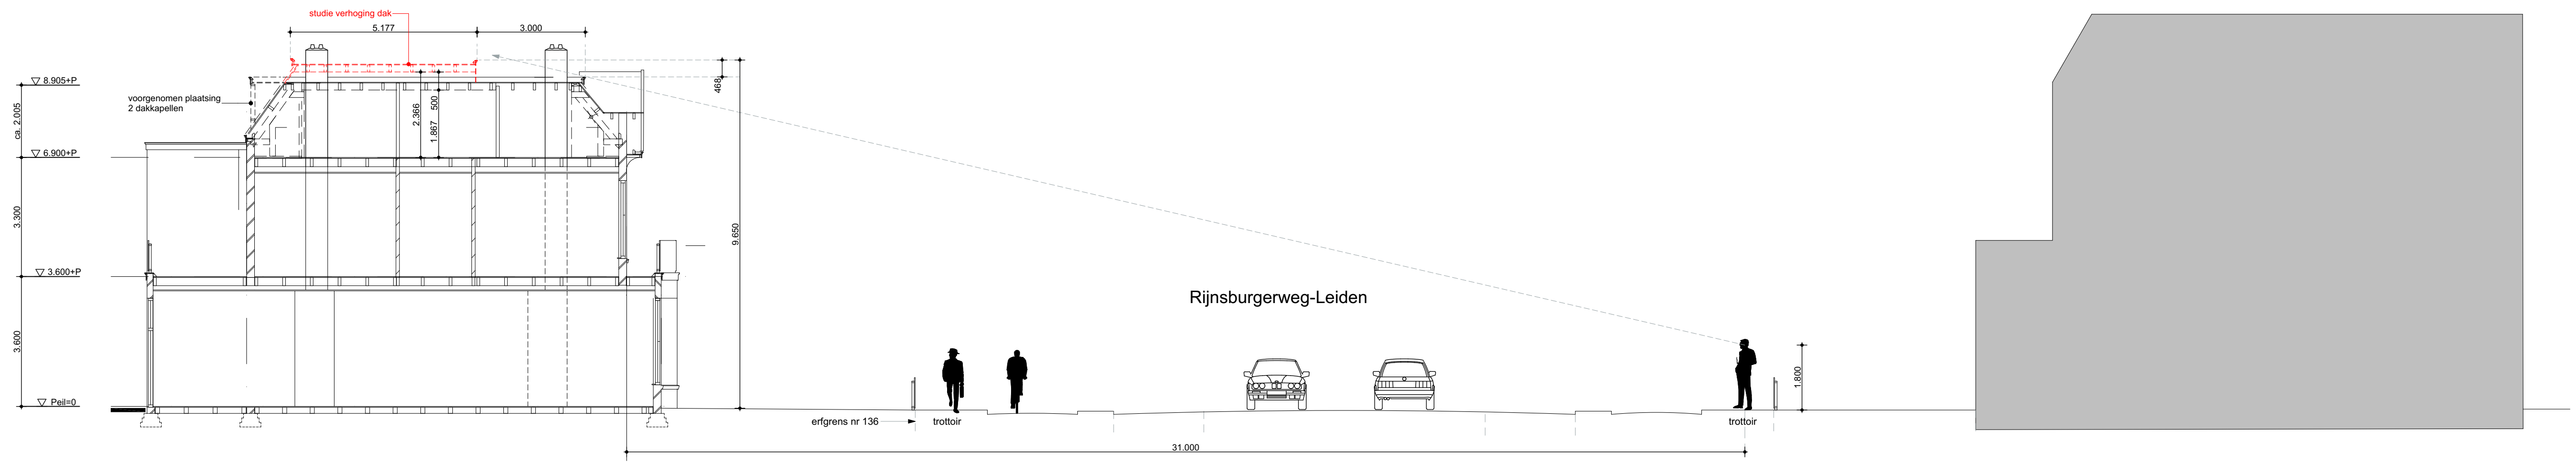 studie verhoging dak
5.177
3.000
468
8.905+P
voorgenomen plaatsing
2 dakkapellen
ca. 2.005
2.366
500
1.867
6.900+P
9.650
3.300
3.600+P
Rijnsburgerweg-Leiden
3.600
1.800
Peil=0
erfgrens nr 136
trottoir
trottoir
31.000